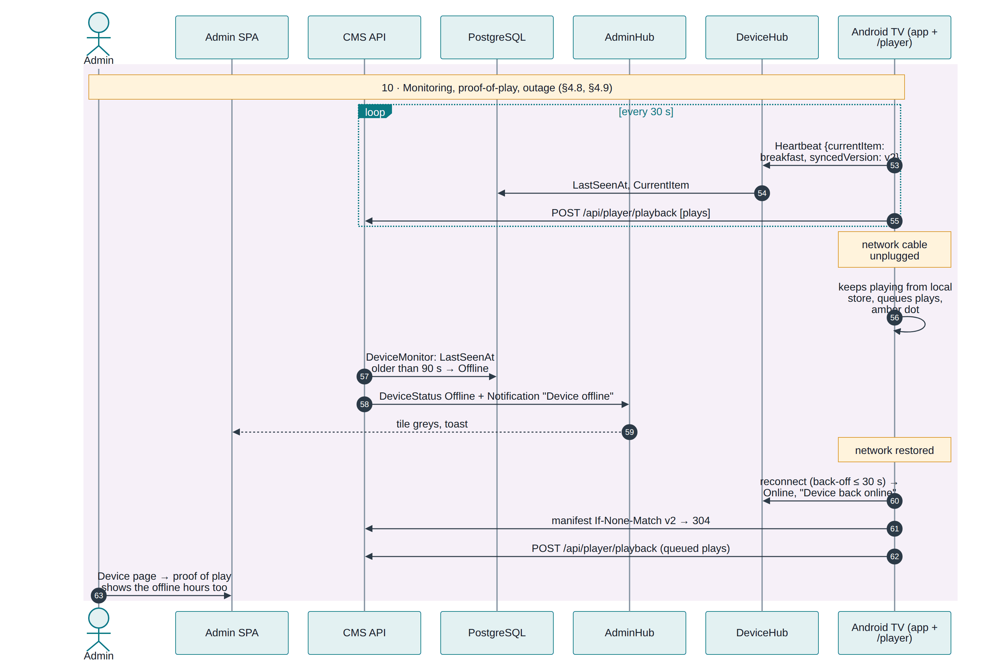 Admin
Admin SPA
CMS API
PostgreSQL
AdminHub
DeviceHub
Android TV (app +
/player)
10 · Monitoring, proof-of-play, outage (§4.8, §4.9)
loop
[every 30 s]
Heartbeat {currentItem:
breakfast, syncedVersion: v2}
53
LastSeenAt, CurrentItem
54
POST /api/player/playback [plays]
55
network cable
unplugged
keeps playing from local
store, queues plays,
amber dot
56
DeviceMonitor: LastSeenAt
older than 90 s → Offline
57
DeviceStatus Offline + Notification "Device offline"
58
tile greys, toast
59
network restored
reconnect (back-off ≤ 30 s) →
Online, "Device back online"
60
manifest If-None-Match v2 → 304
61
POST /api/player/playback (queued plays)
62
Device page → proof of play
shows the offline hours too
63
Admin
Admin SPA
CMS API
PostgreSQL
AdminHub
DeviceHub
Android TV (app +
/player)